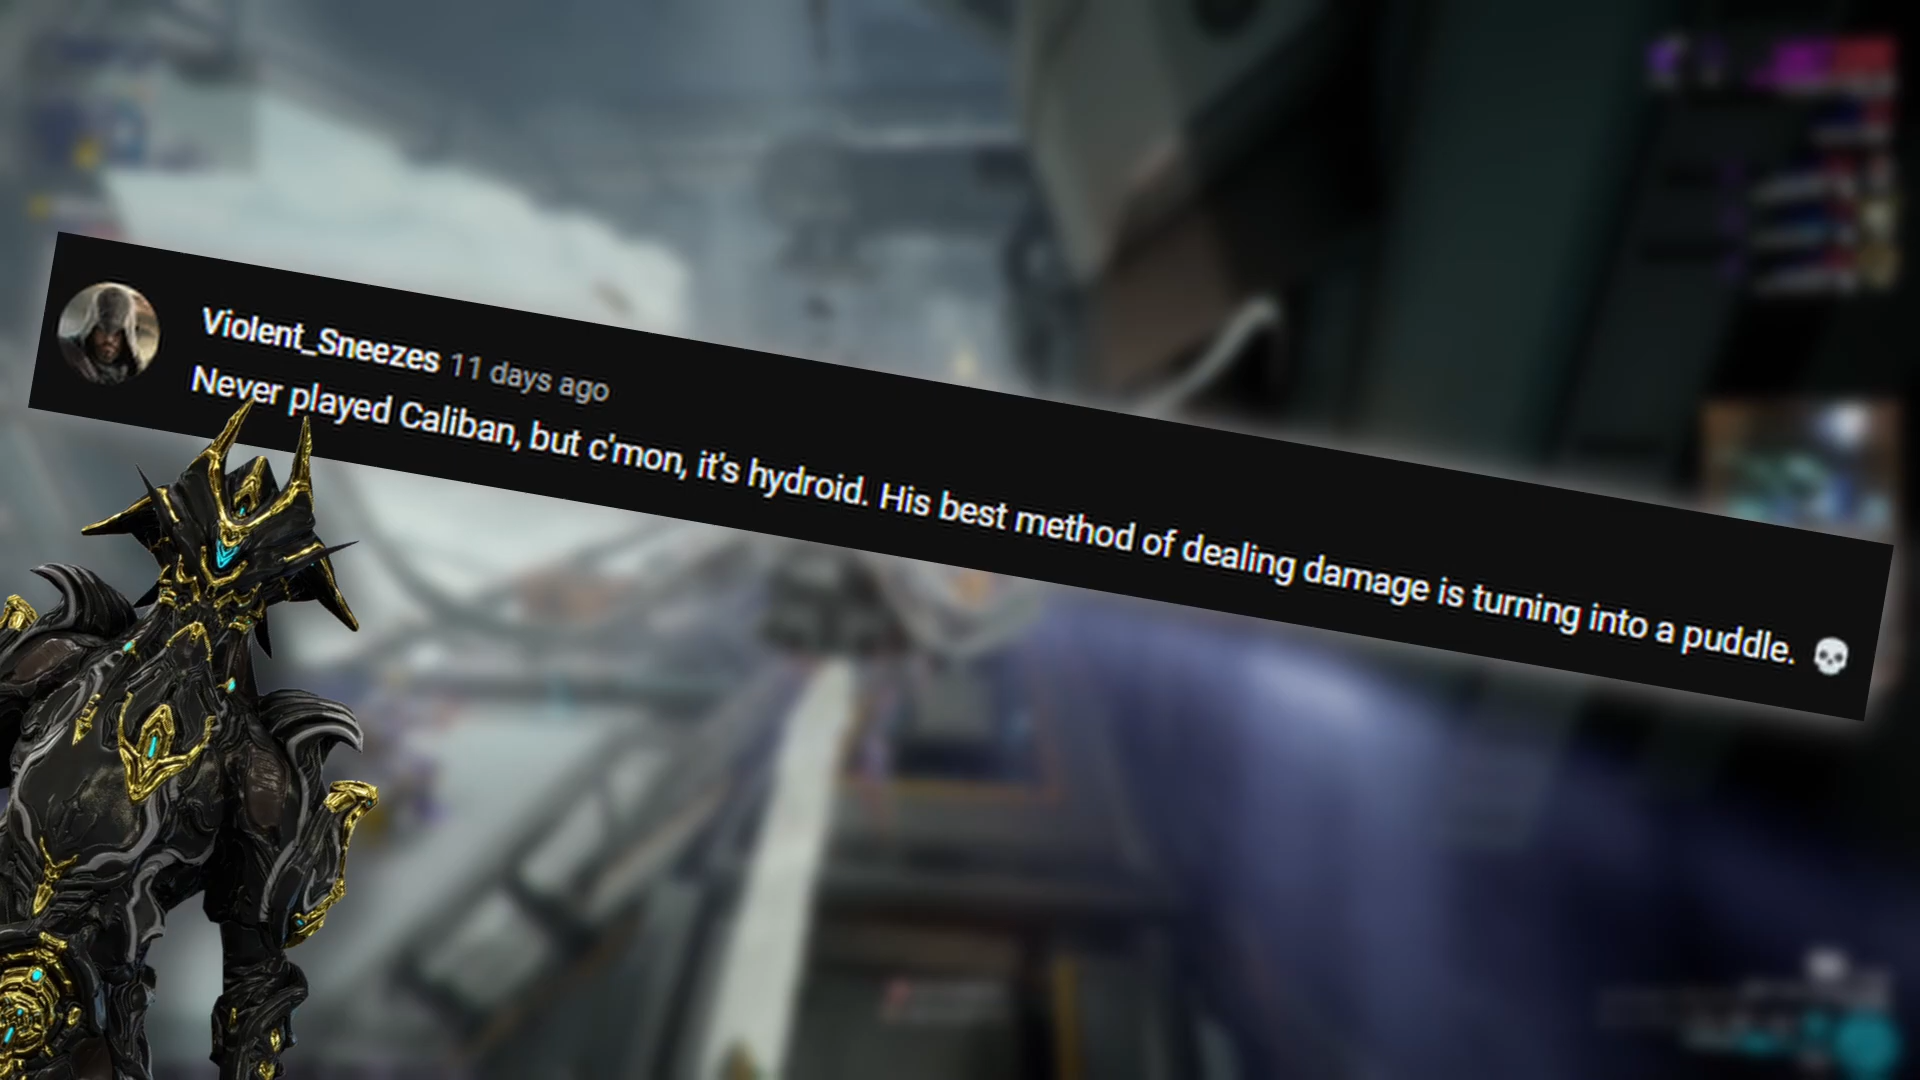 Violent_Sneezes 11 days ago
Never played Caliban, but c'mon, it's hydroid. His best method of dealing damage is turning into a puddle. 💀